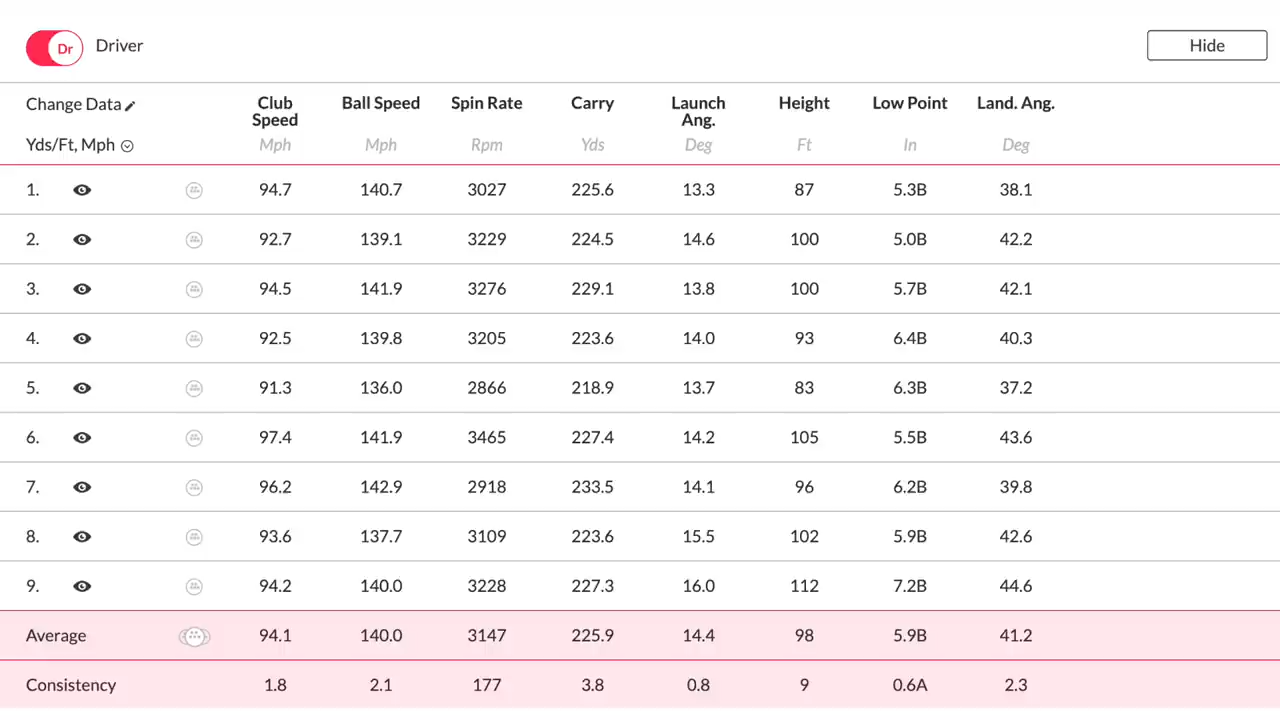 Dr Driver Hide
Change Data Club Speed Ball Speed Spin Rate Carry Launch Ang. Height Low Point Land. Ang.
Yds/Ft, Mph Mph Mph Rpm Yds Deg Ft In Deg
1. 94.7 140.7 3027 225.6 13.3 87 5.3B 38.1
2. 92.7 139.1 3229 224.5 14.6 100 5.0B 42.2
3. 94.5 141.9 3276 229.1 13.8 100 5.7B 42.1
4. 92.5 139.8 3205 223.6 14.0 93 6.4B 40.3
5. 91.3 136.0 2866 218.9 13.7 83 6.3B 37.2
6. 97.4 141.9 3465 227.4 14.2 105 5.5B 43.6
7. 96.2 142.9 2918 233.5 14.1 96 6.2B 39.8
8. 93.6 137.7 3109 223.6 15.5 102 5.9B 42.6
9. 94.2 140.0 3228 227.3 16.0 112 7.2B 44.6
Average 94.1 140.0 3147 225.9 14.4 98 5.9B 41.2
Consistency 1.8 2.1 177 3.8 0.8 9 0.6A 2.3